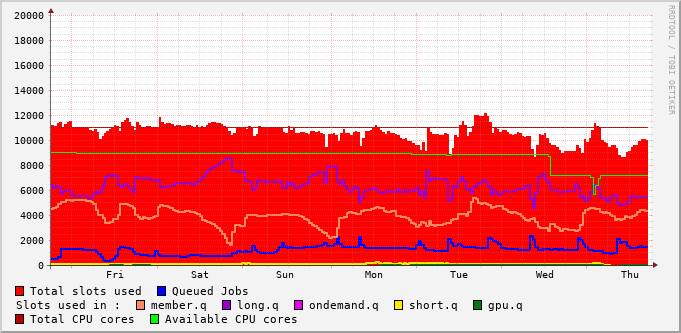 20000
18000
16000
14000
12000
10000
8000
6000
4000
2000
0
Fri Sat Sun Mon Tue Wed Thu
RRDTOOL / TOBI OETIKER
Total slots used Queued Jobs
Slots used in : member.q long.q ondemand.q short.q gpu.q
Total CPU cores Available CPU cores